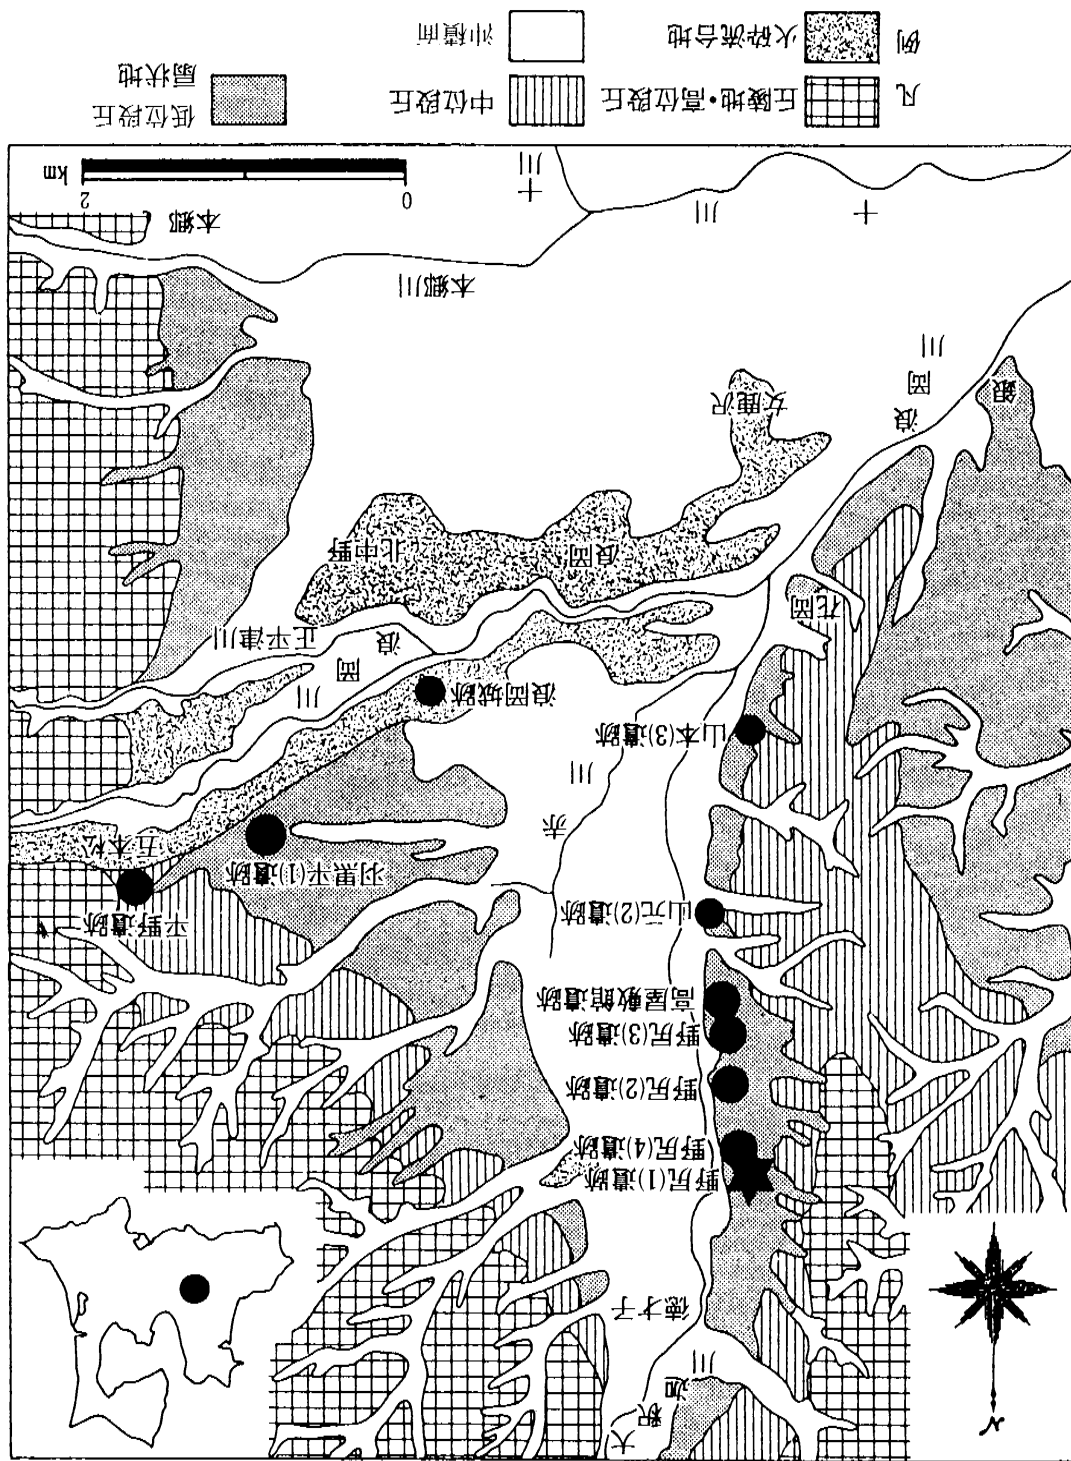 N
大釈迦川
徳才子
野尻(1)遺跡
野尻(4)遺跡
野尻(2)遺跡
野尻(3)遺跡
高屋敷館遺跡
山元(2)遺跡
平野遺跡
羽黒平(1)遺跡
五本松
赤川
山本(3)遺跡
浪岡城跡
浪岡川
正平津川
花岡
浪岡
北中野
女鹿沢
銀
浪岡川
本郷川
本郷
十川
十川
0 2 km
凡例
丘陵地・高位段丘
中位段丘
低位段丘
扇状地
火砕流台地
沖積面